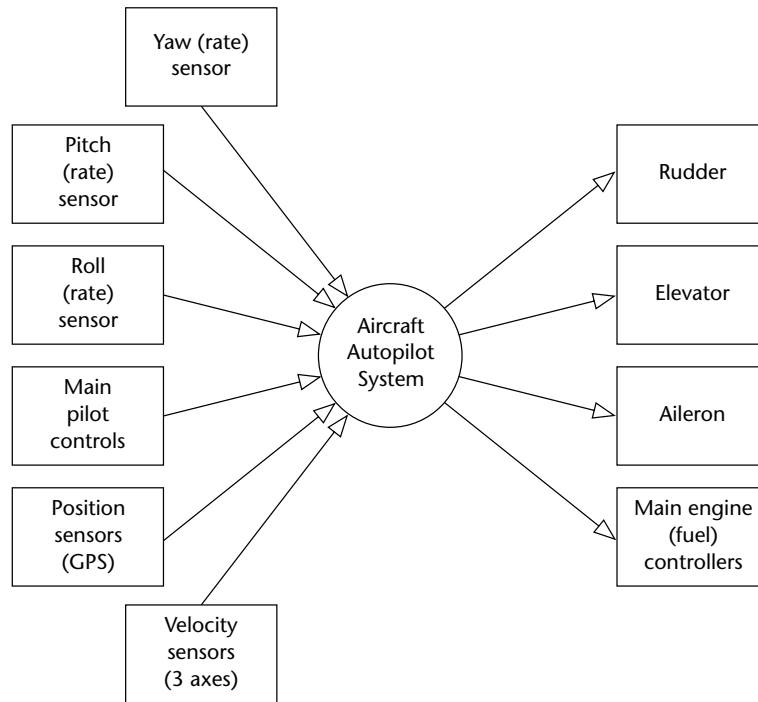 Yaw (rate)
sensor
Pitch
(rate)
sensor
Roll
(rate)
sensor
Main
pilot
controls
Position
sensors
(GPS)
Velocity
sensors
(3 axes)
Aircraft
Autopilot
System
Rudder
Elevator
Aileron
Main engine
(fuel)
controllers